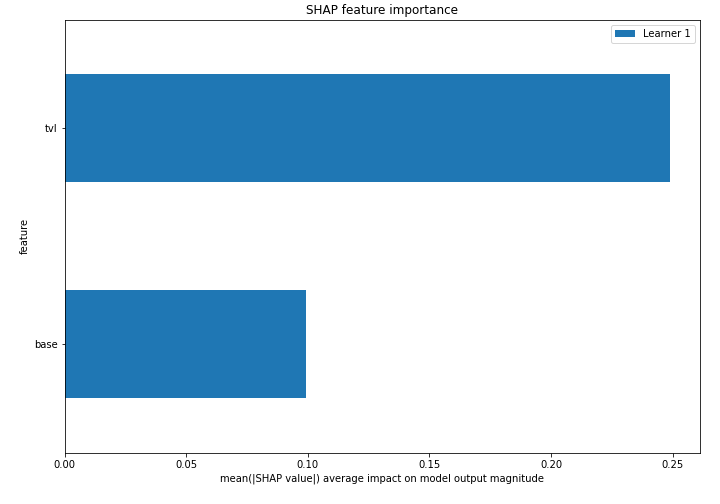 SHAP feature importance
Learner 1
tvl
feature
base
0.00 0.05 0.10 0.15 0.20 0.25
mean(|SHAP value|) average impact on model output magnitude